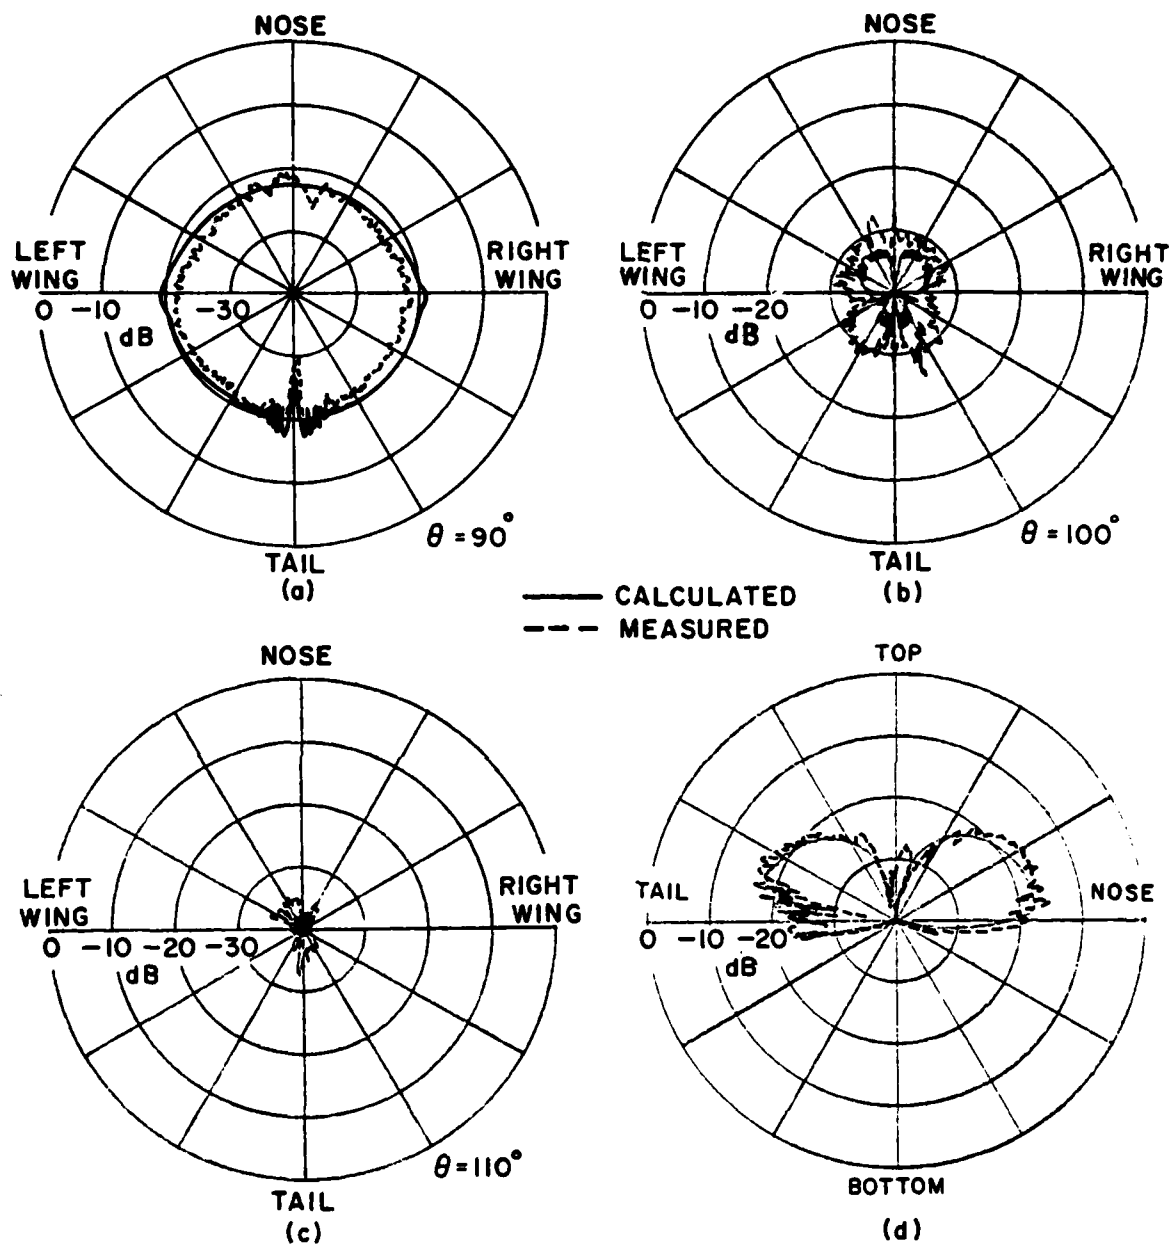 NOSE
LEFT
WING
RIGHT
WING
0 -10 -30
dB
θ = 90°
TAIL
(a)
NOSE
LEFT
WING
RIGHT
WING
0 -10 -20
dB
θ = 100°
TAIL
(b)
CALCULATED
MEASURED
NOSE
LEFT
WING
RIGHT
WING
0 -10 -20 -30
dB
θ = 110°
TAIL
(c)
TOP
TAIL
NOSE
0 -10 -20
dB
BOTTOM
(d)